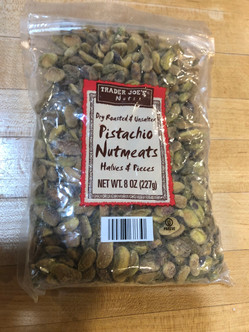 TRADER JOE'S
Nuts
Dry Roasted & Unsalted
Pistachio
Nutmeats
Halves & Pieces
NET WT. 8 OZ (227g)